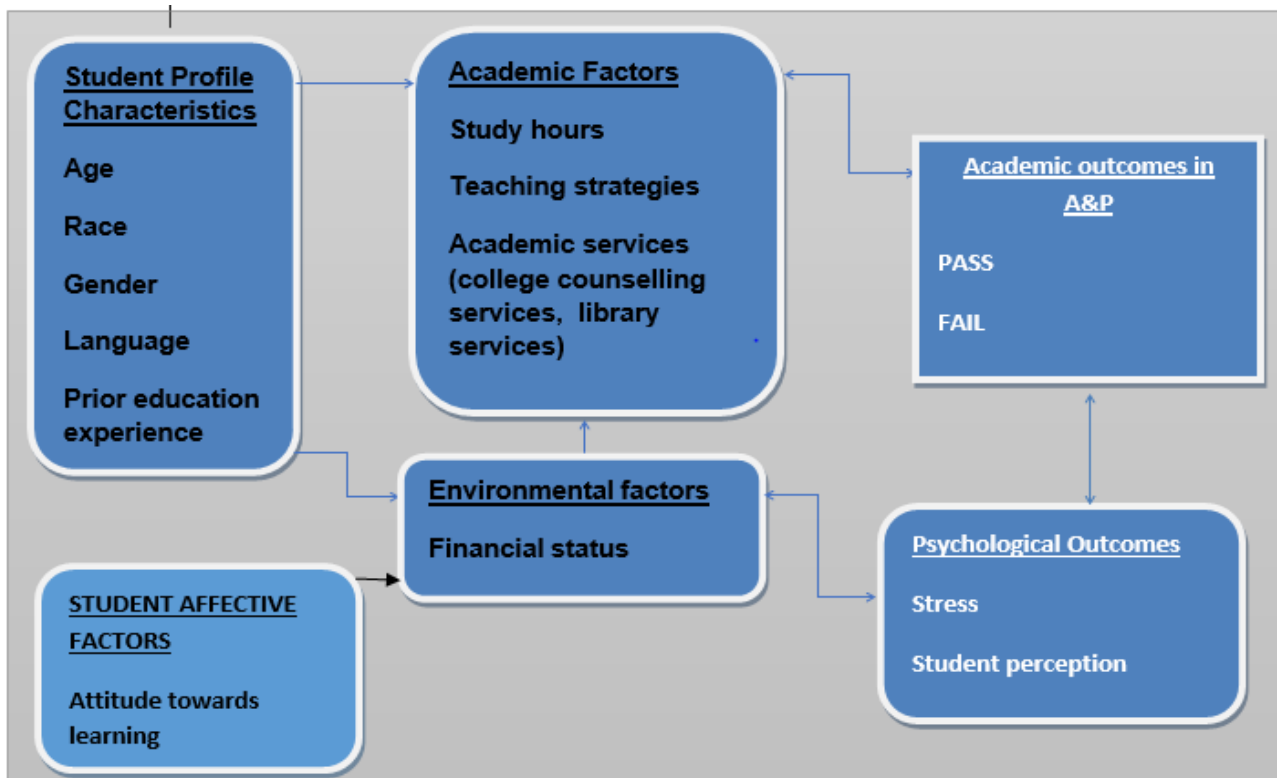 Student Profile
Characteristics
Age
Race
Gender
Language
Prior education
experience
Academic Factors
Study hours
Teaching strategies
Academic services
(college counselling
services, library
services)
Academic outcomes in
A&P
PASS
FAIL
Environmental factors
Financial status
STUDENT AFFECTIVE
FACTORS
Attitude towards
learning
Psychological Outcomes
Stress
Student perception